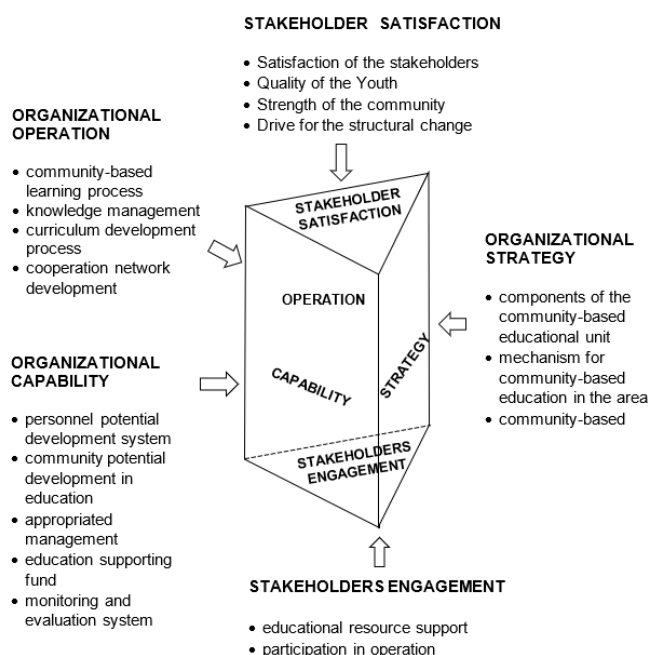 STAKEHOLDER SATISFACTION
• Satisfaction of the stakeholders
• Quality of the Youth
• Strength of the community
• Drive for the structural change
ORGANIZATIONAL
OPERATION
• community-based
learning process
• knowledge management
• curriculum development
process
• cooperation network
development
STAKEHOLDER
SATISFACTION
OPERATION
CAPABILITY
STRATEGY
STAKEHOLDERS
ENGAGEMENT
ORGANIZATIONAL
STRATEGY
• components of the
community-based
educational unit
• mechanism for
community-based
education in the area
• community-based
ORGANIZATIONAL
CAPABILITY
• personnel potential
development system
• community potential
development in
education
• appropriated
management
• education supporting
fund
• monitoring and
evaluation system
STAKEHOLDERS ENGAGEMENT
• educational resource support
• participation in operation